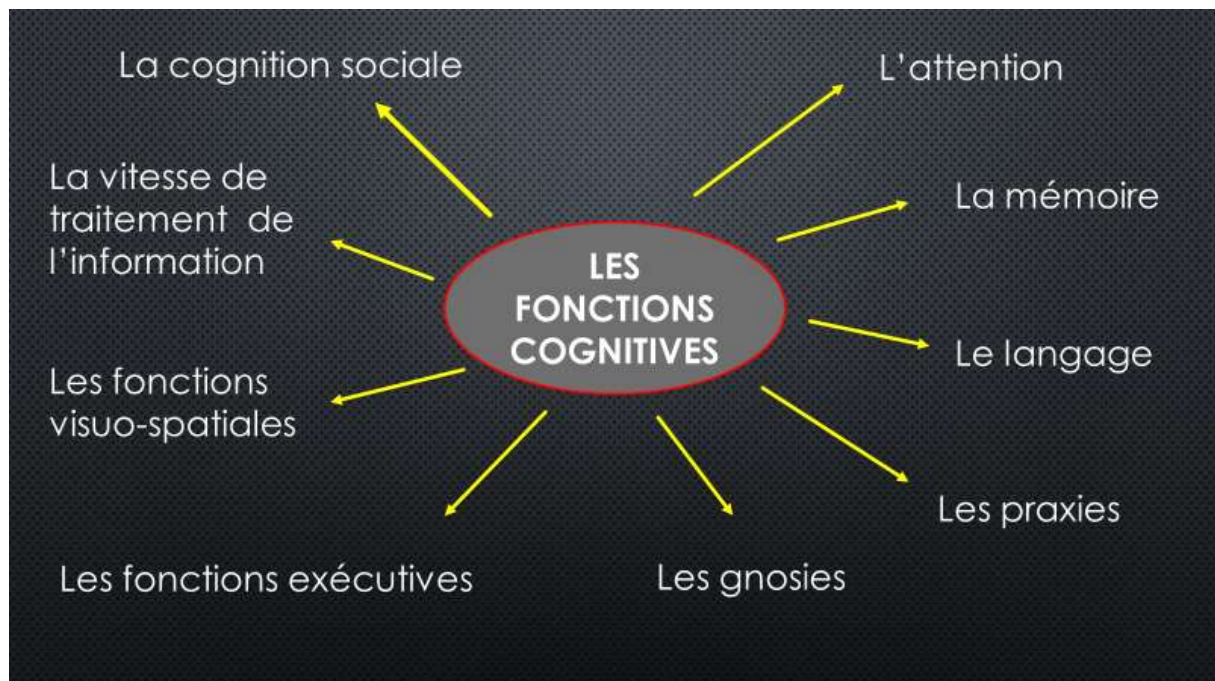 La cognition sociale
L'attention
La vitesse de
traitement de
l'information
La mémoire
LES
FONCTIONS
COGNITIVES
Le langage
Les fonctions
visuo-spatiales
Les praxies
Les fonctions exécutives
Les gnosies